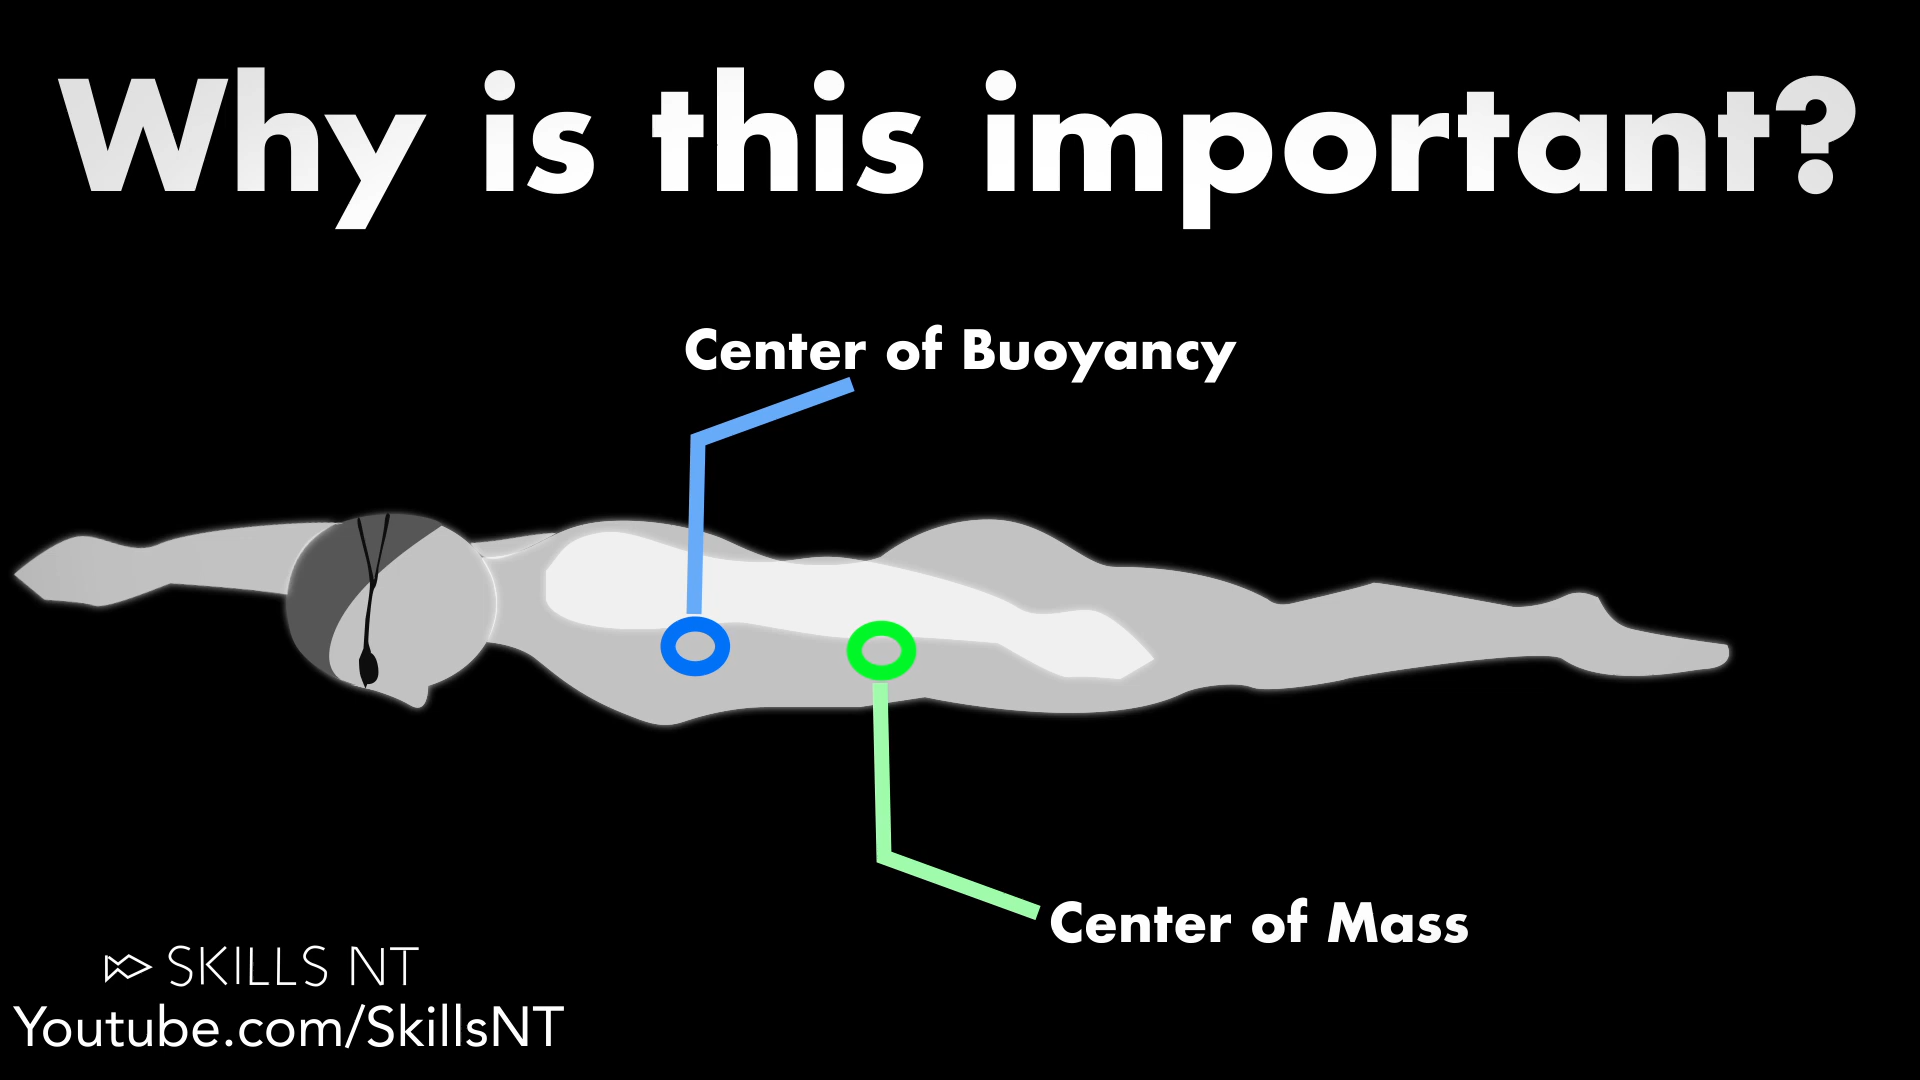 Why is this important?
Center of Buoyancy
Center of Mass
SKILLS NT
Youtube.com/SkillsNT